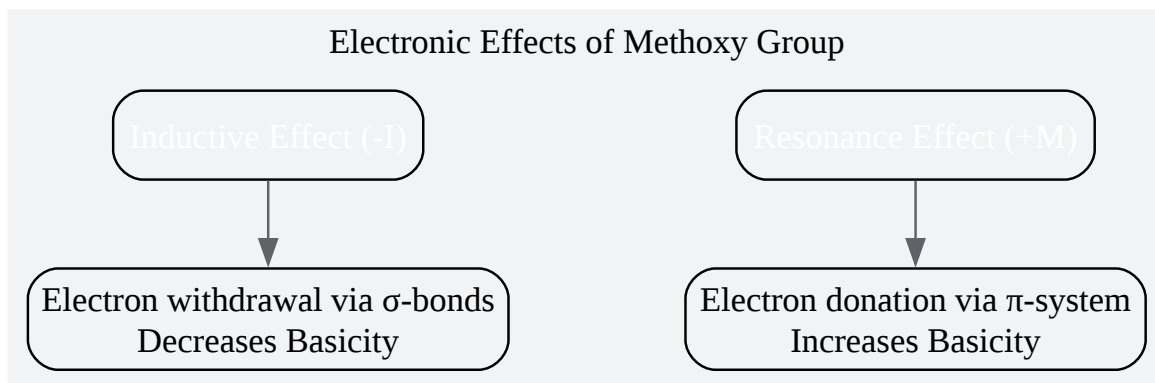 Electronic Effects of Methoxy Group
Inductive Effect (-I)
Resonance Effect (+M)
Electron withdrawal via σ-bonds
Decreases Basicity
Electron donation via π-system
Increases Basicity